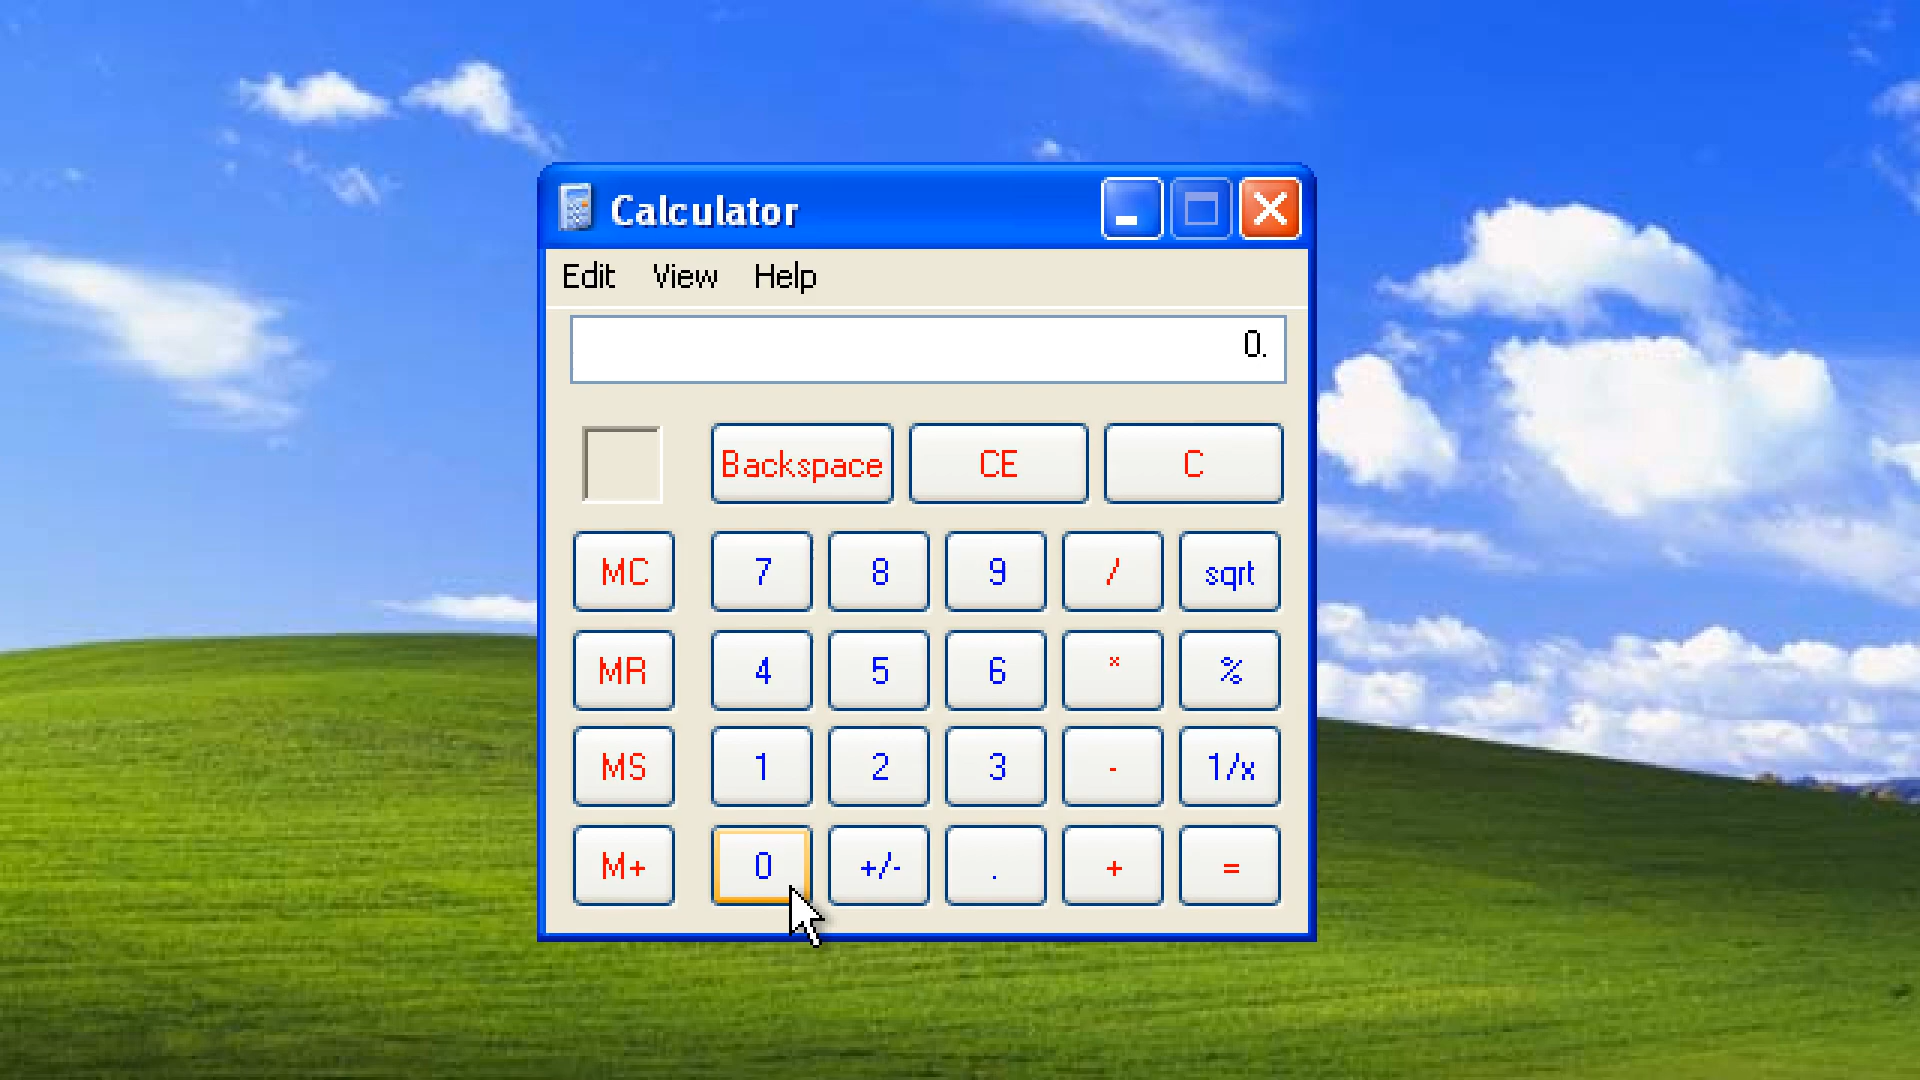 Calculator
Edit View Help
0.
Backspace CE C
MC 7 8 9 / sqrt
MR 4 5 6 * %
MS 1 2 3 - 1/x
M+ 0 +/- . + =